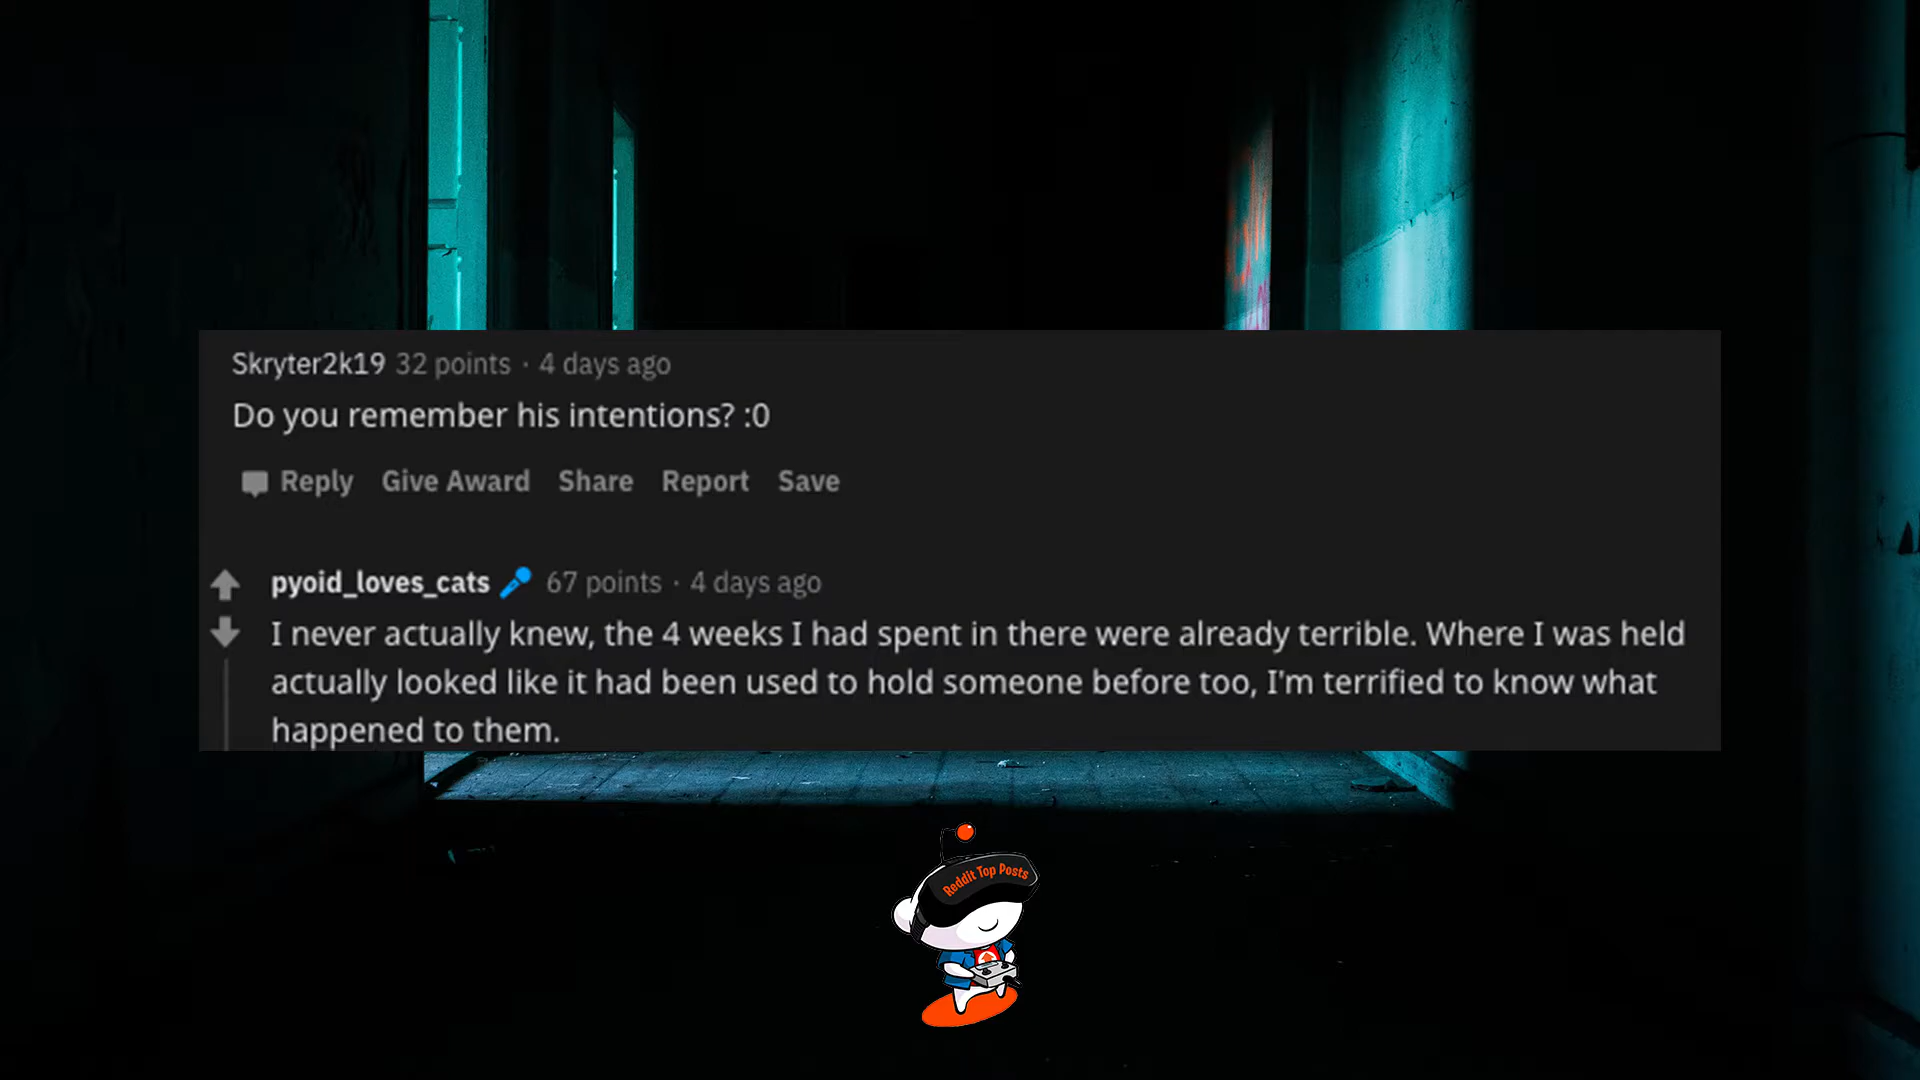 Skryter2k19 32 points · 4 days ago
Do you remember his intentions? :0
Reply Give Award Share Report Save
pyoid_loves_cats 67 points · 4 days ago
I never actually knew, the 4 weeks I had spent in there were already terrible. Where I was held
actually looked like it had been used to hold someone before too, I'm terrified to know what
happened to them.
Reddit Top Posts